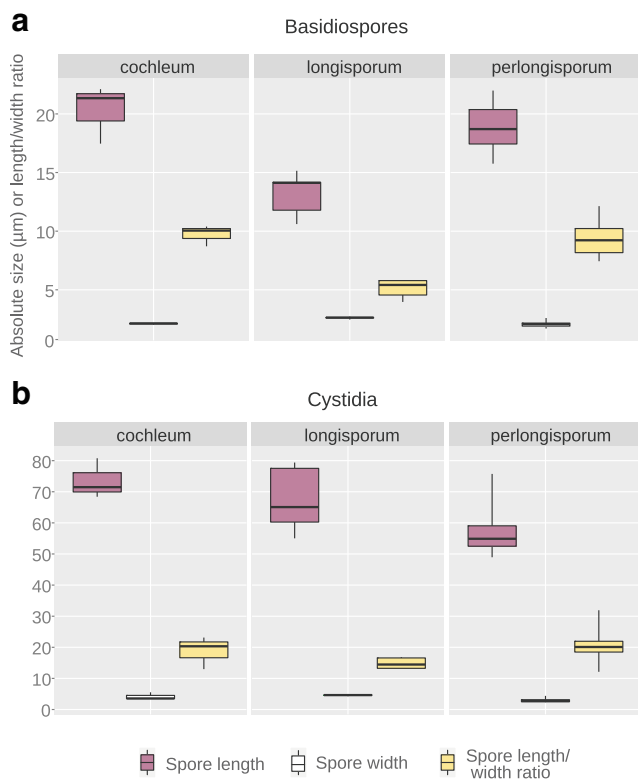 a
Basidiospores
cochleum longisporum perlongisporum
Absolute size (µm) or length/width ratio
20
15
10
5
0
b
Cystidia
cochleum longisporum perlongisporum
80
70
60
50
40
30
20
10
0
Spore length Spore width Spore length/
width ratio